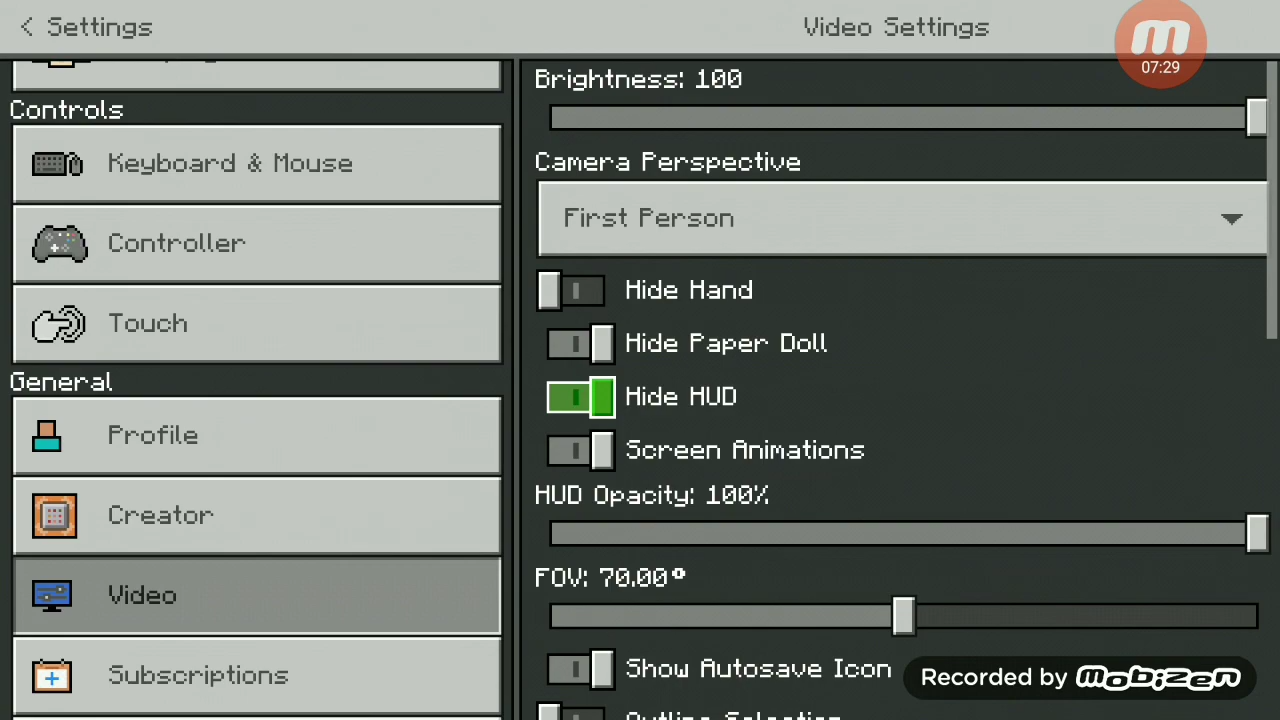 Settings
Video Settings
07:29
Controls
Keyboard & Mouse
Controller
Touch
General
Profile
Creator
Video
Subscriptions
Brightness: 100
Camera Perspective
First Person
Hide Hand
Hide Paper Doll
Hide HUD
Screen Animations
HUD Opacity: 100%
FOV: 70.00°
Show Autosave Icon
Outline Selection
Recorded by mobizen